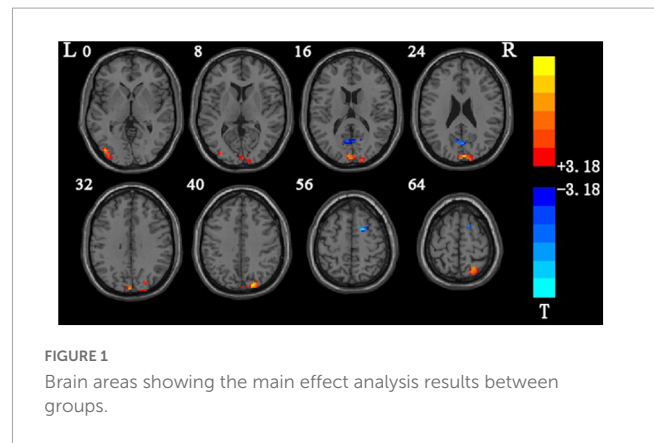 L 0 8 16 24 R
+3. 18
-3. 18
32 40 56 64
T
FIGURE 1
Brain areas showing the main effect analysis results between
groups.